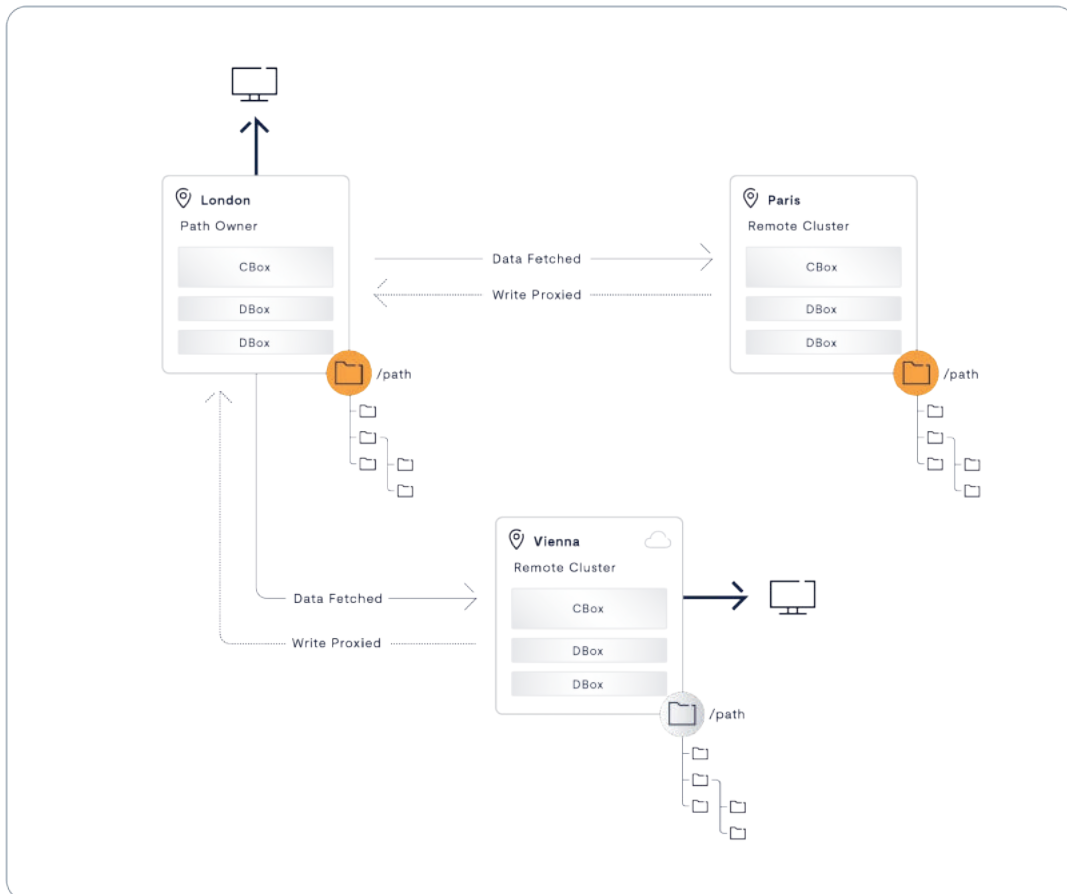 London
Path Owner
CBox
DBox
DBox
/path
Data Fetched
Write Proxied
Paris
Remote Cluster
CBox
DBox
DBox
/path
Data Fetched
Write Proxied
Vienna
Remote Cluster
CBox
DBox
DBox
/path